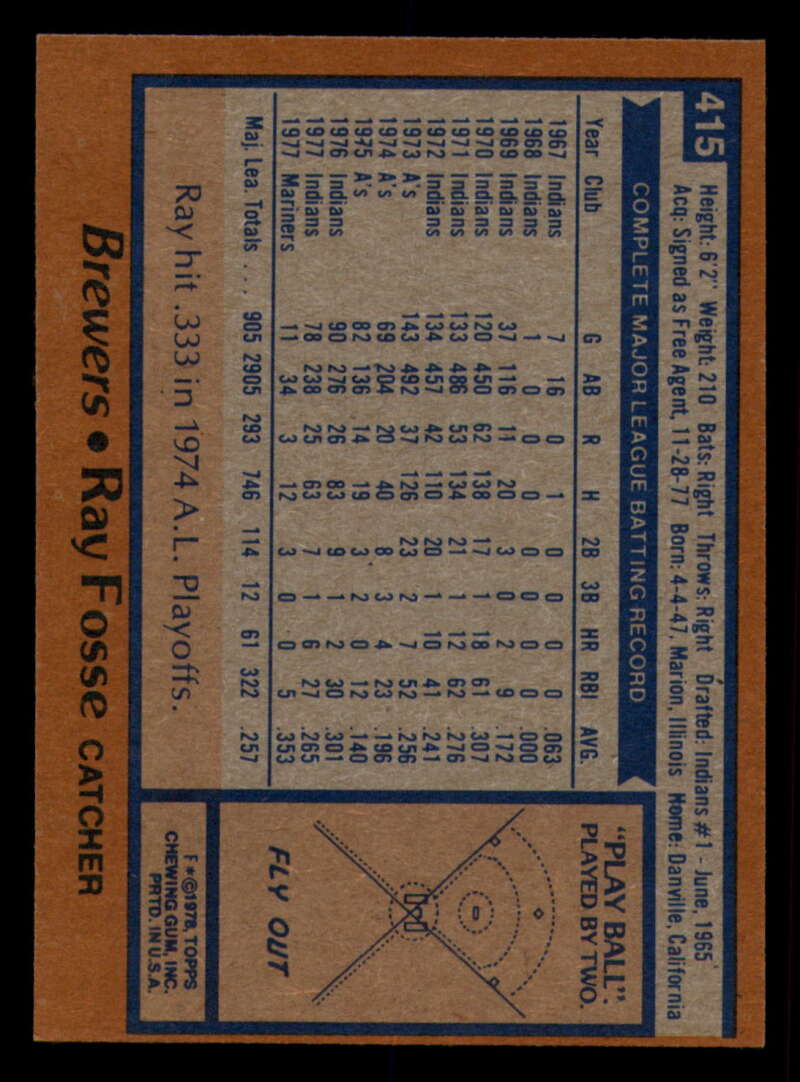 415
Height: 6'2" Weight: 210 Bats: Right Throws: Right Drafted: Indians #1 - June, 1965
Acq: Signed as Free Agent, 11-28-77 Born: 4-4-47, Marion, Illinois Home: Danville, California
COMPLETE MAJOR LEAGUE BATTING RECORD
Year Club G AB R H 2B 3B HR RBI AVG.
1967 Indians 7 16 0 1 0 0 0 0 .063
1968 Indians 1 0 0 0 0 0 0 0 .000
1969 Indians 37 116 11 20 3 0 2 9 .172
1970 Indians 120 450 62 138 17 1 18 61 .307
1971 Indians 133 486 53 134 21 1 12 62 .276
1972 Indians 134 457 42 110 20 1 10 41 .241
1973 A's 143 492 37 126 23 2 7 52 .256
1974 A's 69 204 20 40 8 3 4 23 .196
1975 A's 82 136 14 19 3 2 0 12 .140
1976 Indians 90 276 26 83 9 1 2 30 .301
1977 Indians 78 238 25 63 7 1 6 27 .265
1977 Mariners 11 34 3 12 3 0 0 5 .353
Maj. Lea. Totals . . . . 905 2905 293 746 114 12 61 322 .257
Ray hit .333 in 1974 A.L. Playoffs.
"PLAY BALL".
PLAYED BY TWO.
FLY OUT
F*©1978, TOPPS
CHEWING GUM, INC.
PRTD. IN U.S.A.
Brewers • Ray Fosse CATCHER